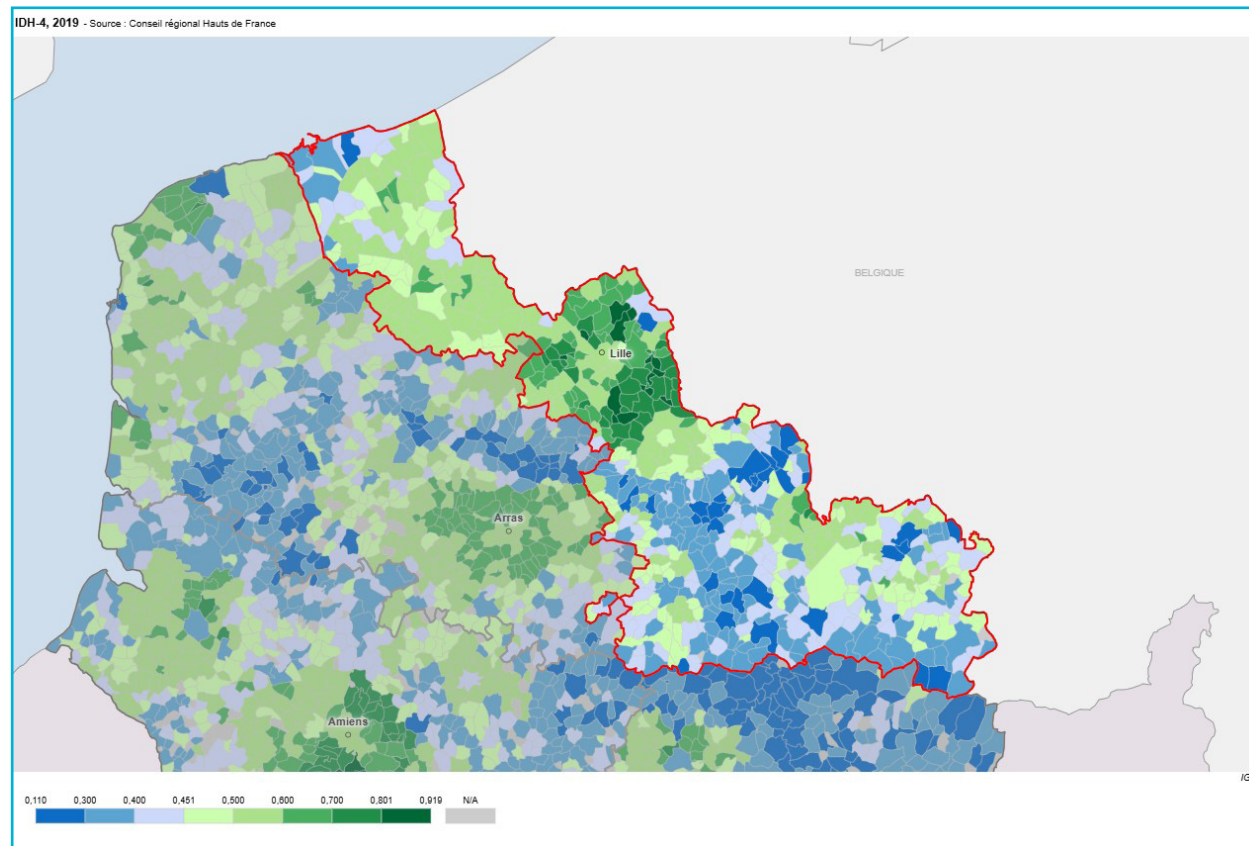 IDH-4, 2019 - Source : Conseil régional Hauts de France
BELGIQUE
Lille
Arras
Amiens
IG
0,110 0,300 0,400 0,451 0,500 0,600 0,700 0,801 0,919 N/A